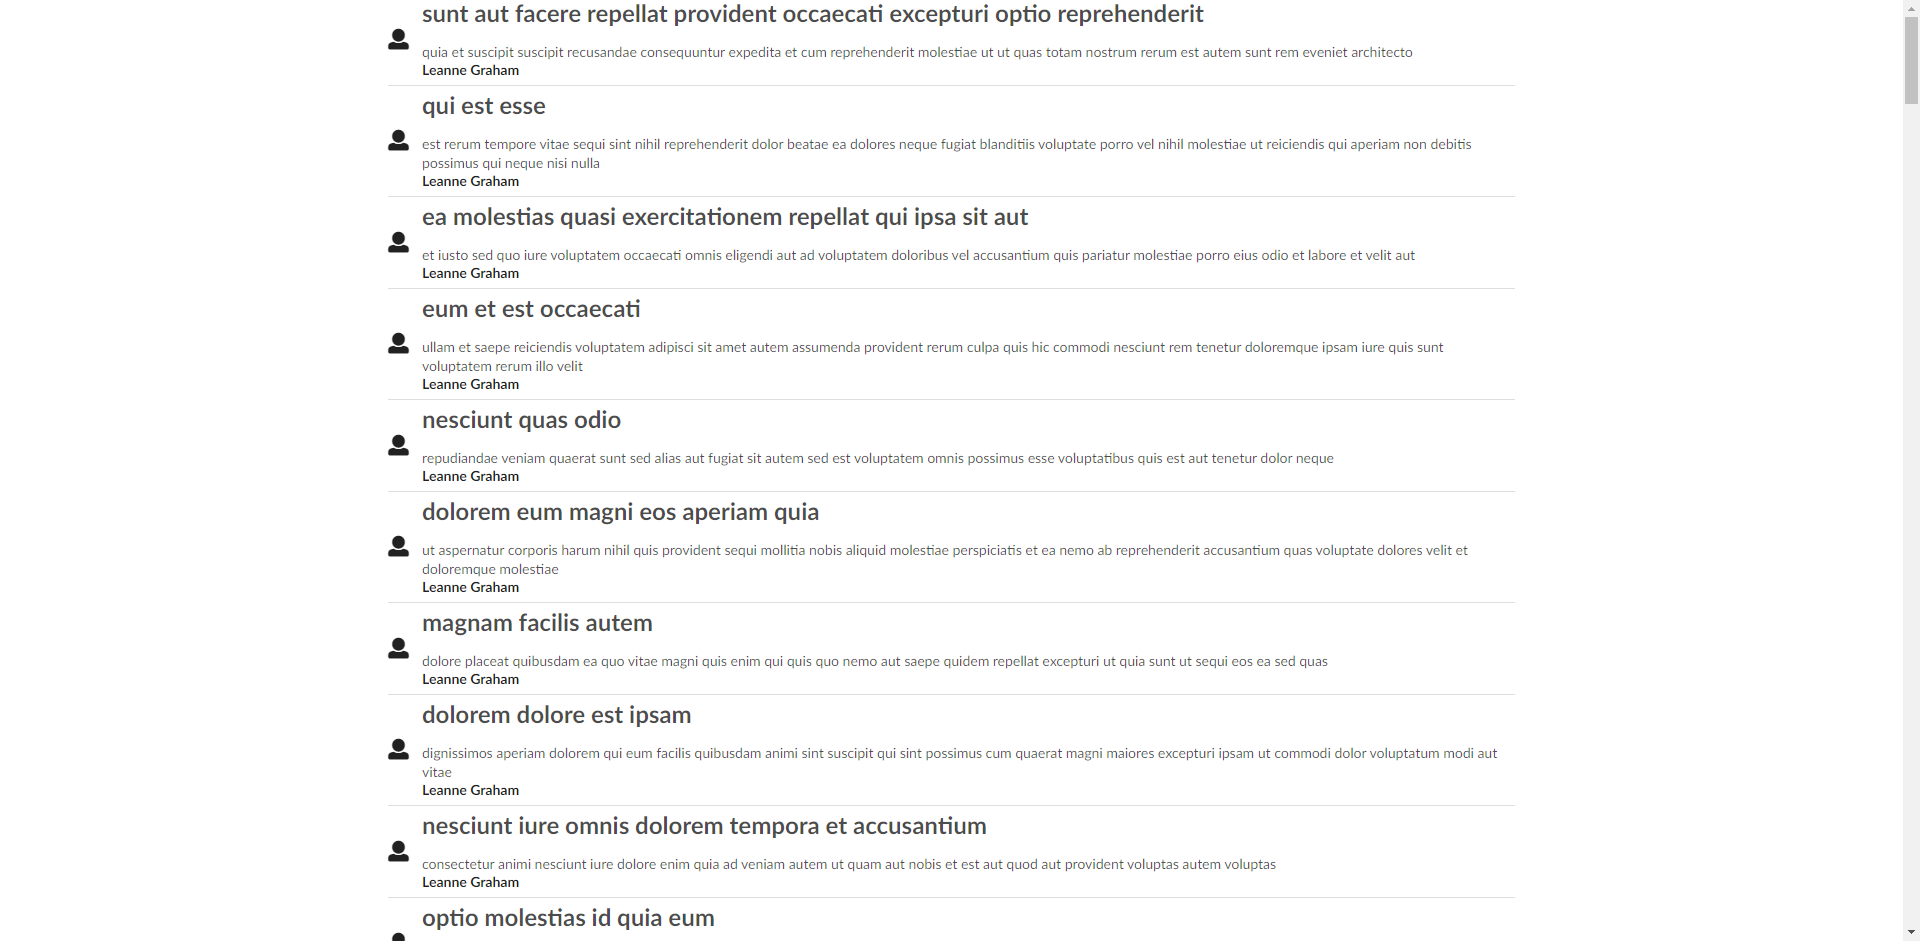 sunt aut facere repellat provident occaecati excepturi optio reprehenderit
quia et suscipit suscipit recusandae consequuntur expedita et cum reprehenderit molestiae ut ut quas totam nostrum rerum est autem sunt rem eveniet architecto
Leanne Graham
qui est esse
est rerum tempore vitae sequi sint nihil reprehenderit dolor beatae ea dolores neque fugiat blanditiis voluptate porro vel nihil molestiae ut reiciendis qui aperiam non debitis
possimus qui neque nisi nulla
Leanne Graham
ea molestias quasi exercitationem repellat qui ipsa sit aut
et iusto sed quo iure voluptatem occaecati omnis eligendi aut ad voluptatem doloribus vel accusantium quis pariatur molestiae porro eius odio et labore et velit aut
Leanne Graham
eum et est occaecati
ullam et saepe reiciendis voluptatem adipisci sit amet autem assumenda provident rerum culpa quis hic commodi nesciunt rem tenetur doloremque ipsam iure quis sunt
voluptatem rerum illo velit
Leanne Graham
nesciunt quas odio
repudiandae veniam quaerat sunt sed alias aut fugiat sit autem sed est voluptatem omnis possimus esse voluptatibus quis est aut tenetur dolor neque
Leanne Graham
dolorem eum magni eos aperiam quia
ut aspernatur corporis harum nihil quis provident sequi mollitia nobis aliquid molestiae perspiciatis et ea nemo ab reprehenderit accusantium quas voluptate dolores velit et
doloremque molestiae
Leanne Graham
magnam facilis autem
dolore placeat quibusdam ea quo vitae magni quis enim qui quis quo nemo aut saepe quidem repellat excepturi ut quia sunt ut sequi eos ea sed quas
Leanne Graham
dolorem dolore est ipsam
dignissimos aperiam dolorem qui eum facilis quibusdam animi sint suscipit qui sint possimus cum quaerat magni maiores excepturi ipsam ut commodi dolor voluptatum modi aut
vitae
Leanne Graham
nesciunt iure omnis dolorem tempora et accusantium
consectetur animi nesciunt iure dolore enim quia ad veniam autem ut quam aut nobis et est aut quod aut provident voluptas autem voluptas
Leanne Graham
optio molestias id quia eum